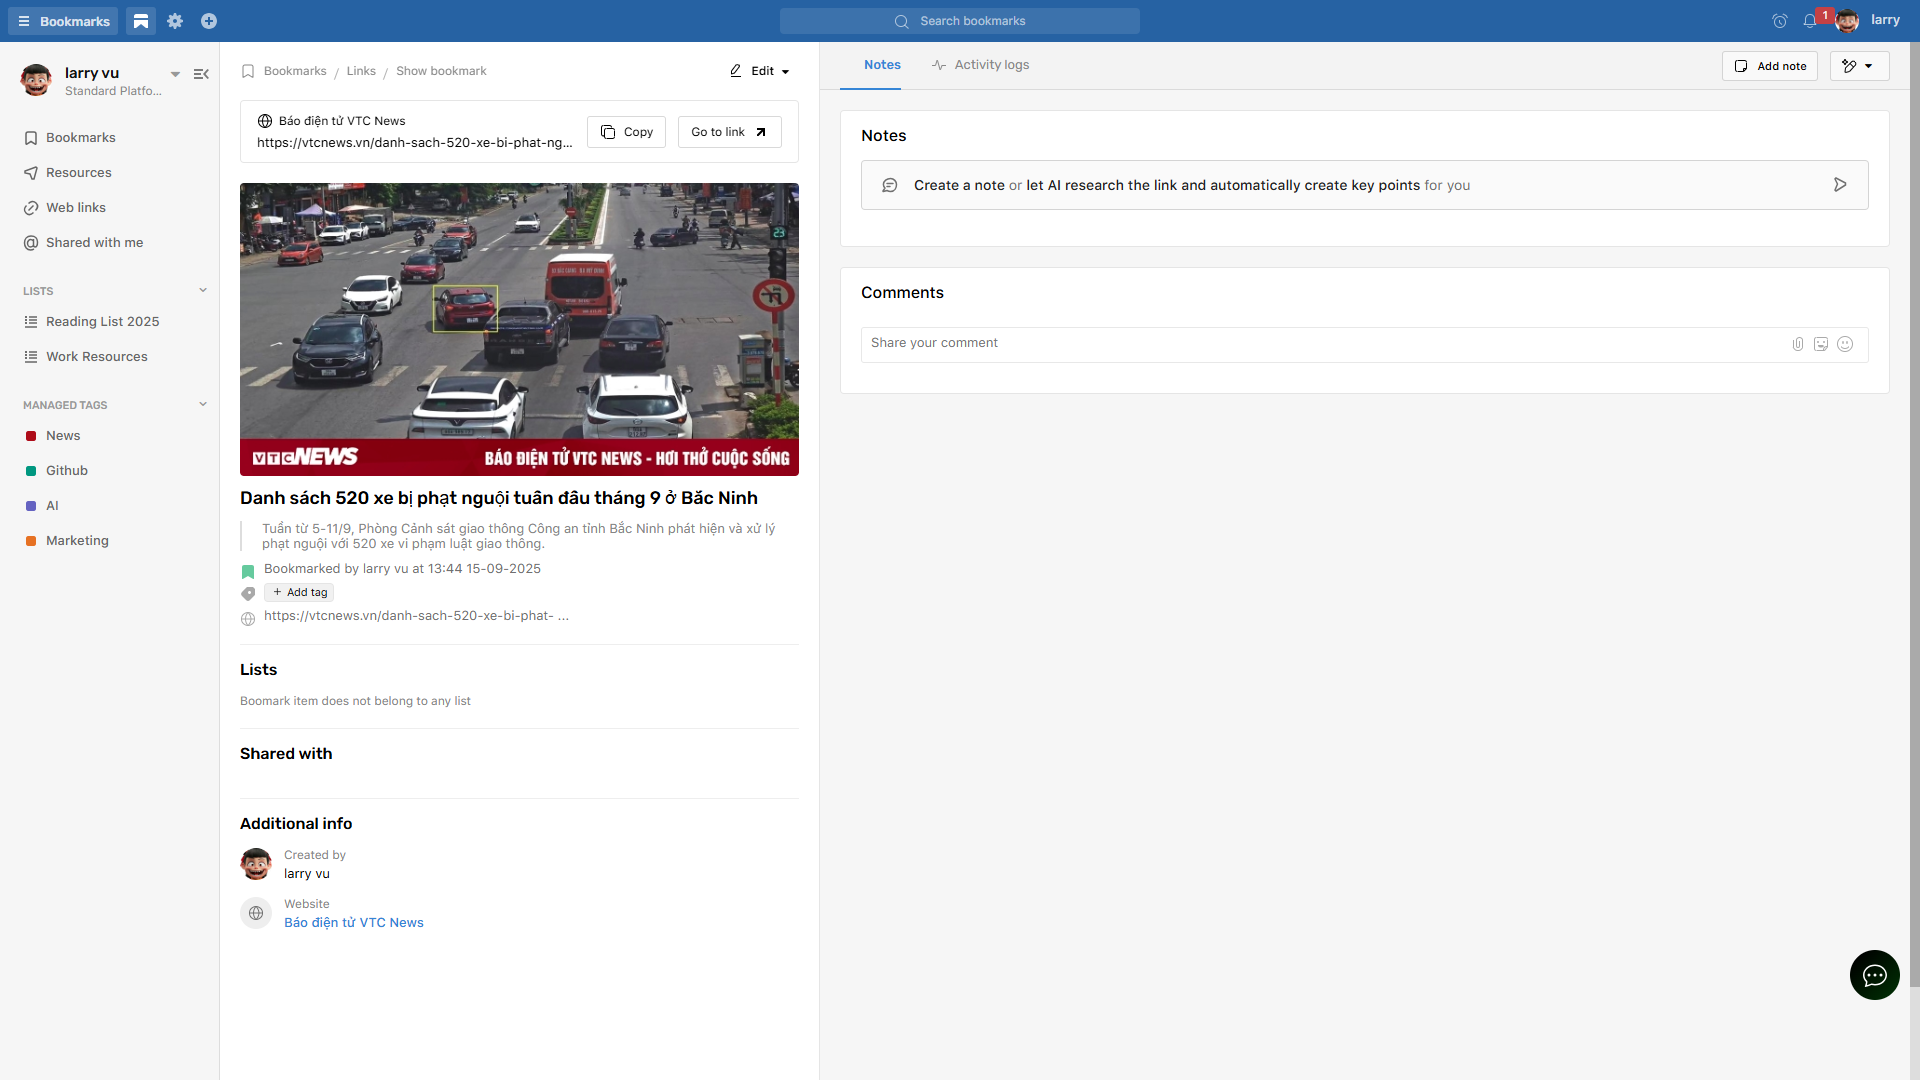 Bookmarks
Search bookmarks
1
larry
larry vu
Standard Platfo...
Bookmarks
Resources
Web links
Shared with me
LISTS
Reading List 2025
Work Resources
MANAGED TAGS
News
Github
AI
Marketing
Bookmarks / Links / Show bookmark
Edit
Báo điện tử VTC News
https://vtcnews.vn/danh-sach-520-xe-bi-phat-ng...
Copy
Go to link
23
VTC NEWS
BÁO ĐIỆN TỬ VTC NEWS - HƠI THỞ CUỘC SỐNG
Danh sách 520 xe bị phạt nguội tuần đầu tháng 9 ở Bắc Ninh
Tuần từ 5-11/9, Phòng Cảnh sát giao thông Công an tỉnh Bắc Ninh phát hiện và xử lý
phạt nguội với 520 xe vi phạm luật giao thông.
Bookmarked by larry vu at 13:44 15-09-2025
+ Add tag
https://vtcnews.vn/danh-sach-520-xe-bi-phat- ...
Lists
Boomark item does not belong to any list
Shared with
Additional info
Created by
larry vu
Website
Báo điện tử VTC News
Notes
Activity logs
Add note
Notes
Create a note or let AI research the link and automatically create key points for you
Comments
Share your comment